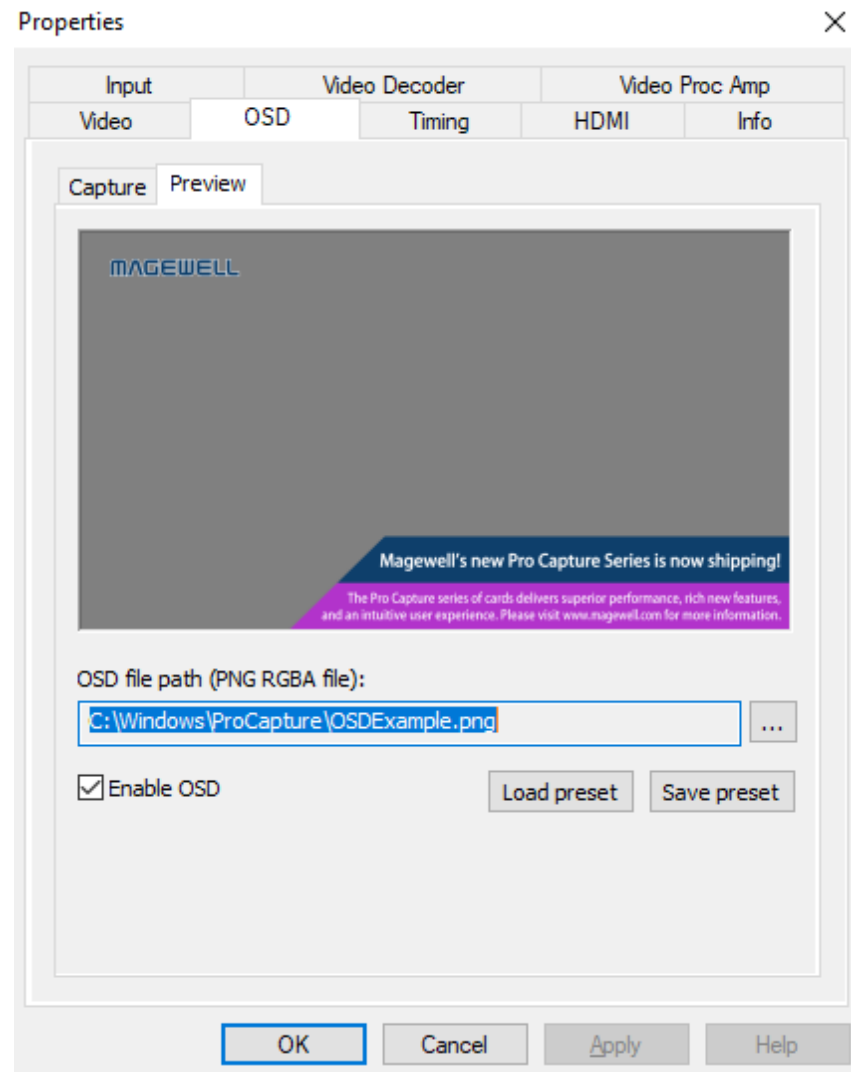 Properties
Input Video Decoder Video Proc Amp
Video OSD Timing HDMI Info
Capture Preview
MAGEWELL
Magewell's new Pro Capture Series is now shipping!
The Pro Capture series of cards delivers superior performance, rich new features,
and an intuitive user experience. Please visit www.magewell.com for more information.
OSD file path (PNG RGBA file):
C:\Windows\ProCapture\OSDExample.png ...
Enable OSD Load preset Save preset
OK Cancel Apply Help